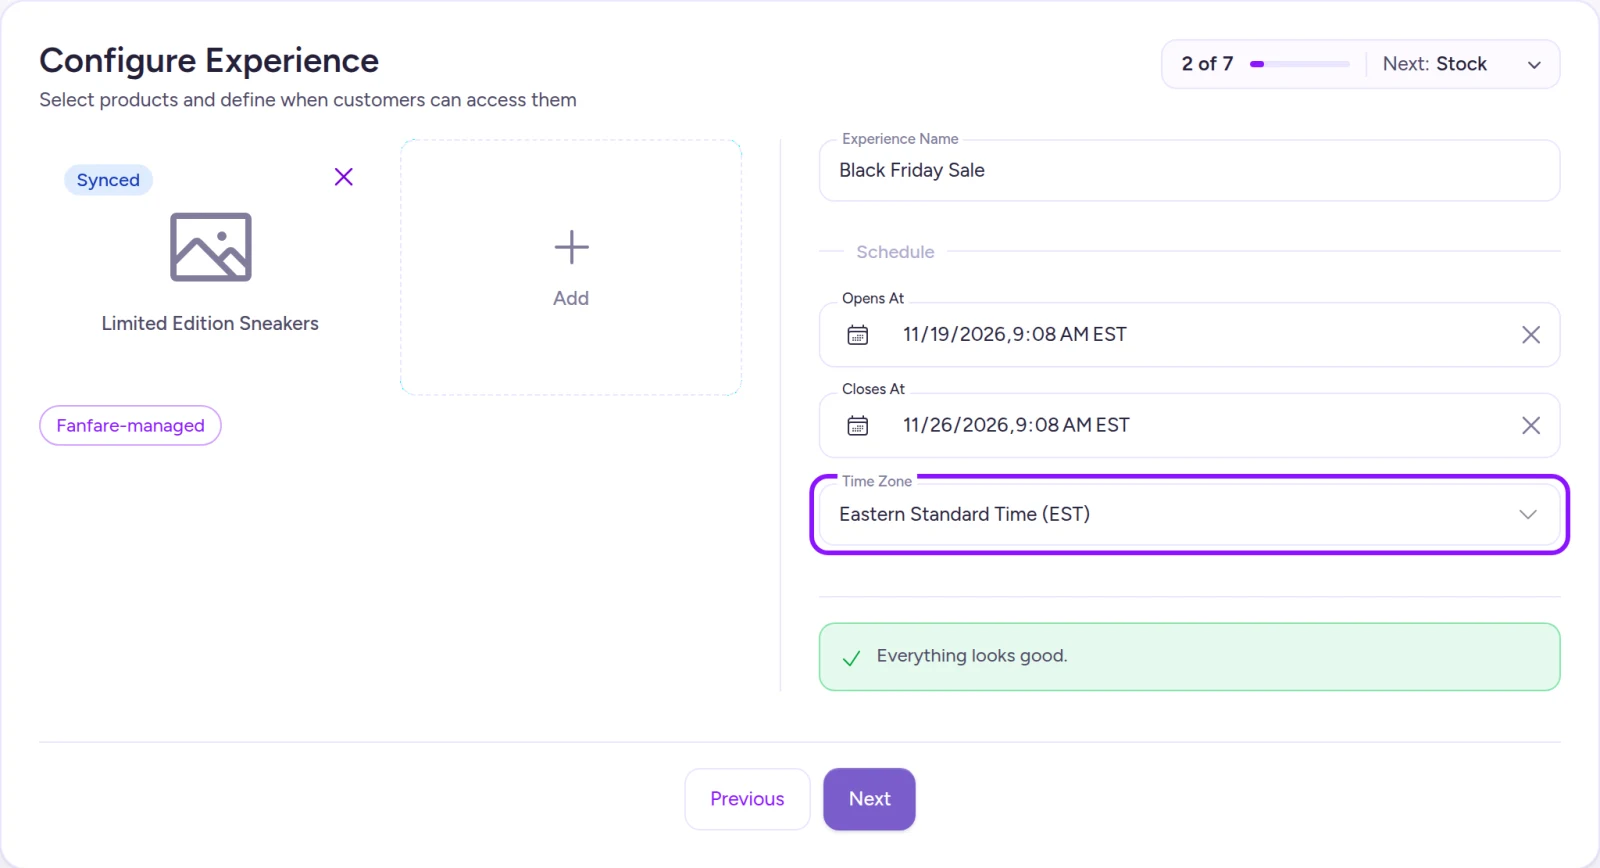 Configure Experience
Select products and define when customers can access them
2 of 7
Next: Stock
Synced
Limited Edition Sneakers
Add
Fanfare-managed
Experience Name
Black Friday Sale
Schedule
Opens At
11/19/2026,9:08 AM EST
Closes At
11/26/2026,9:08 AM EST
Time Zone
Eastern Standard Time (EST)
Everything looks good.
Previous
Next